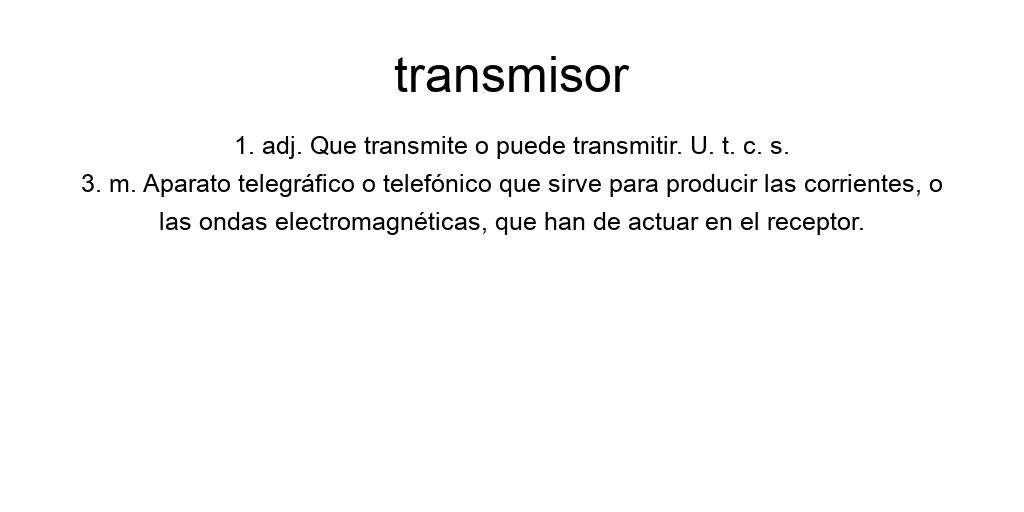 transmisor
1. adj. Que transmite o puede transmitir. U. t. c. s.
3. m. Aparato telegráfico o telefónico que sirve para producir las corrientes, o
las ondas electromagnéticas, que han de actuar en el receptor.